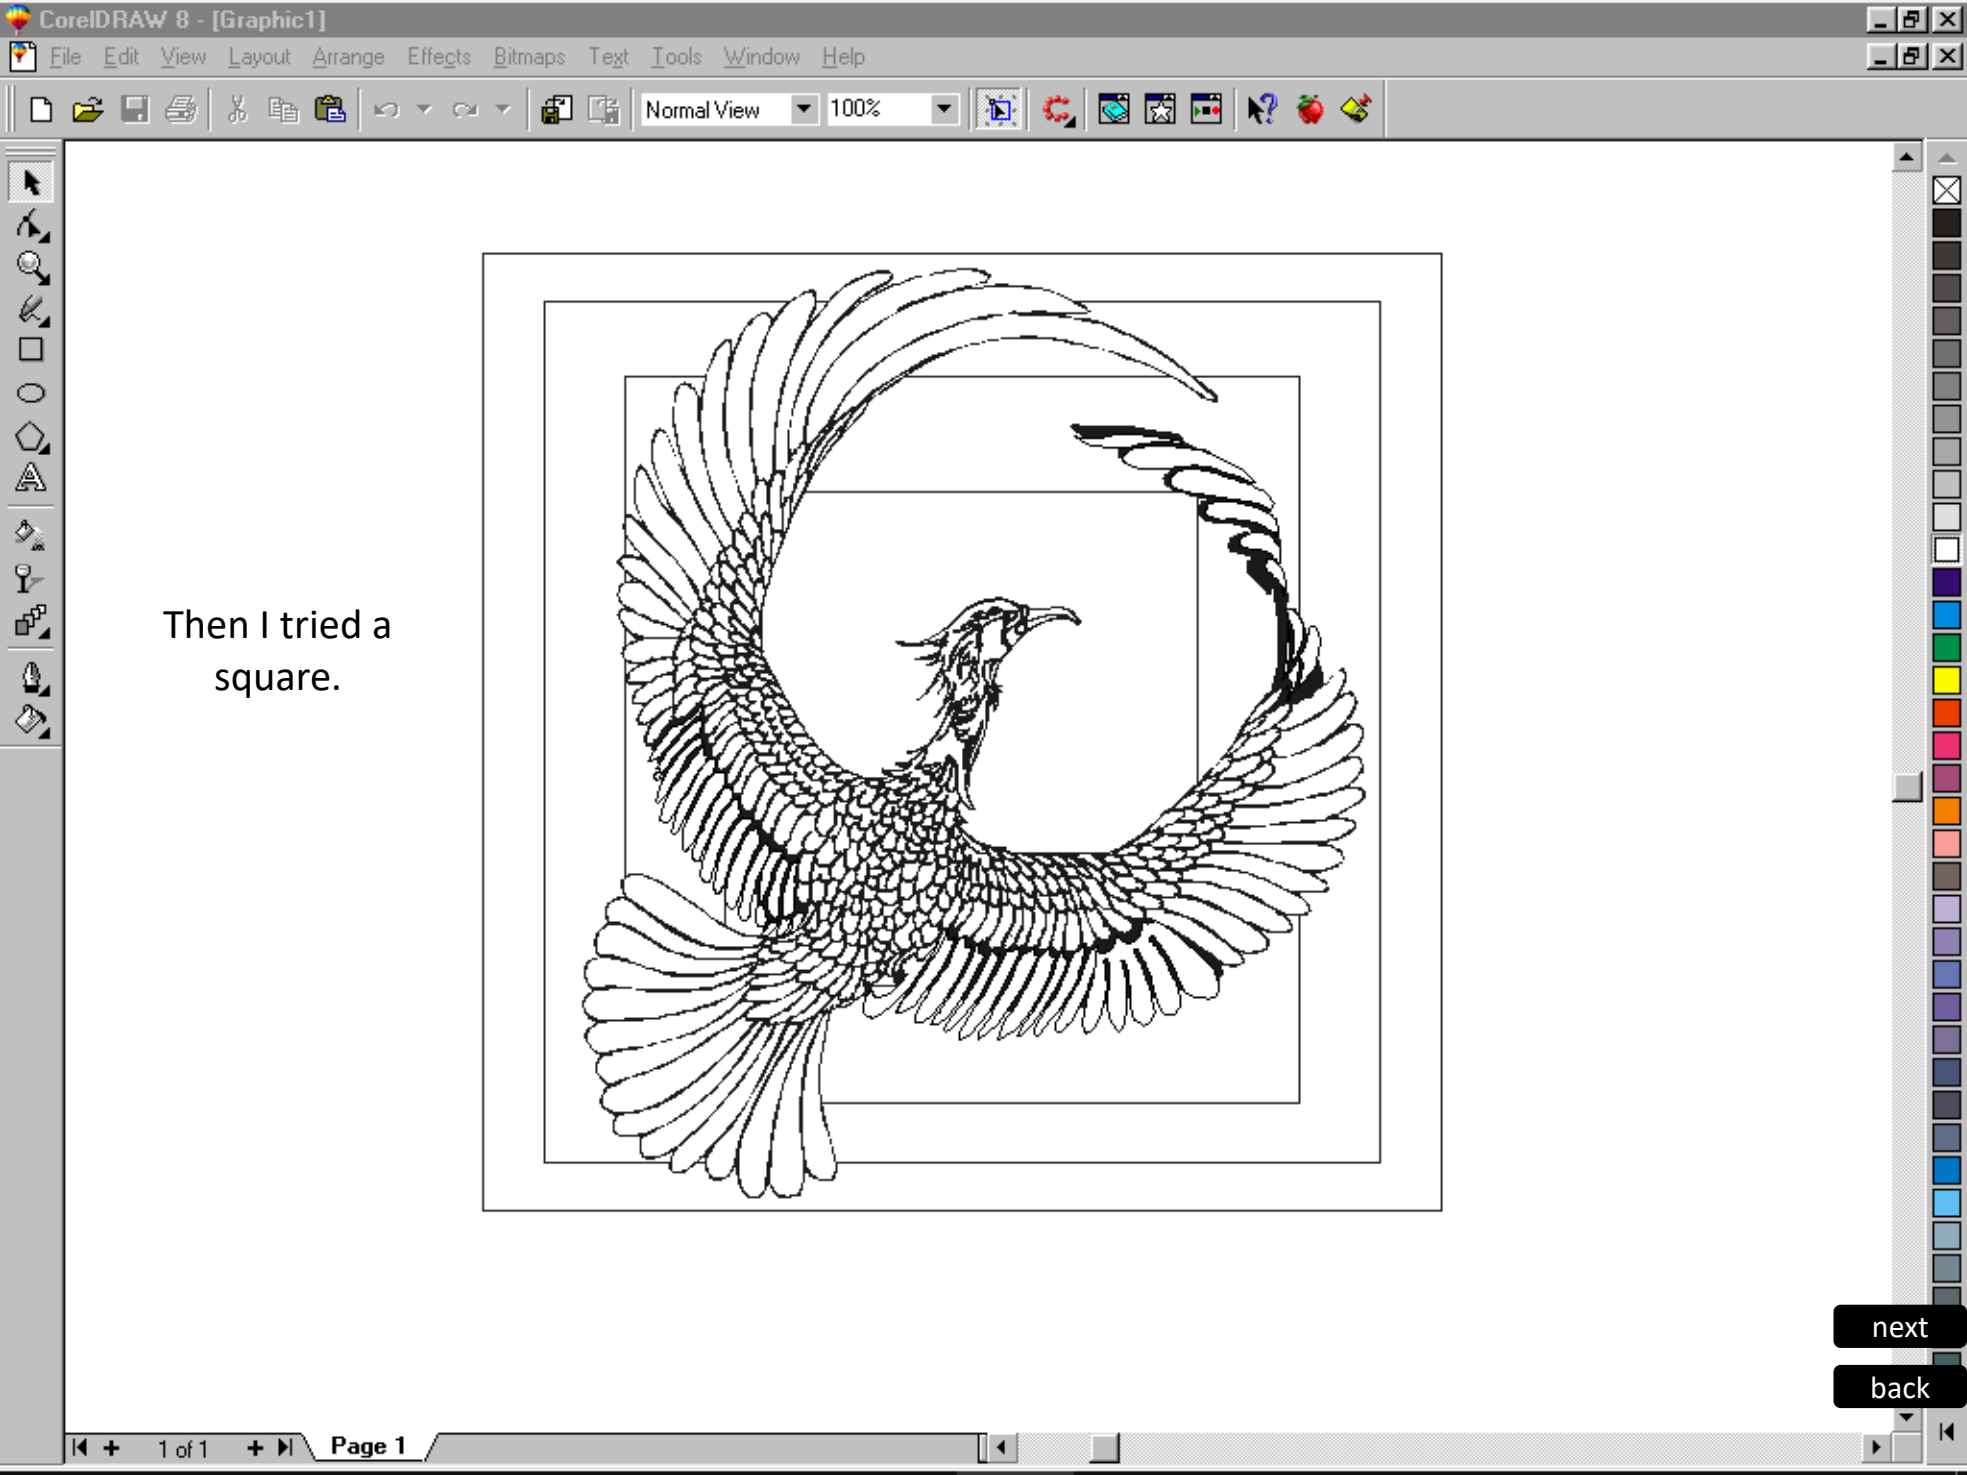 CorelDRAW 8 - [Graphic1]
File Edit View Layout Arrange Effects Bitmaps Text Tools Window Help
Normal View 100%
Then I tried a
square.
next
back
1 of 1 Page 1